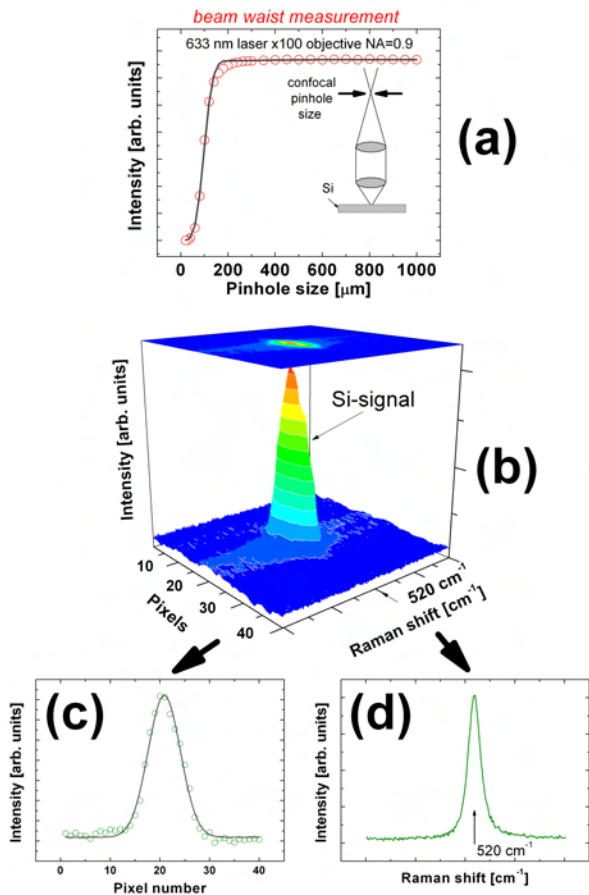 beam waist measurement
633 nm laser x100 objective NA=0.9
confocal
pinhole
size
Si
(a)
Intensity [arb. units]
0 200 400 600 800 1000
Pinhole size [μm]
Si-signal
(b)
Intensity [arb. units]
10
20
30
40
Pixels
520 cm⁻¹
Raman shift [cm⁻¹]
(c)
Intensity [arb. units]
0 10 20 30 40
Pixel number
(d)
Intensity [arb. units]
520 cm⁻¹
Raman shift [cm⁻¹]